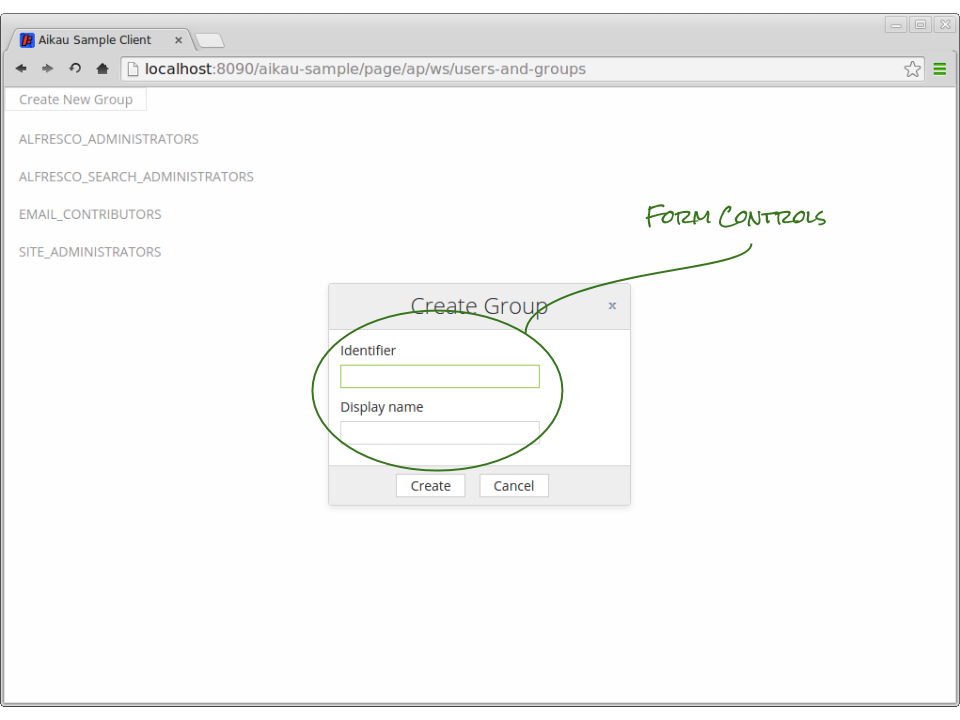 Aikau Sample Client
localhost:8090/aikau-sample/page/ap/ws/users-and-groups
Create New Group
ALFRESCO_ADMINISTRATORS
ALFRESCO_SEARCH_ADMINISTRATORS
EMAIL_CONTRIBUTORS
Form Controls
SITE_ADMINISTRATORS
Create Group
Identifier
Display name
Create Cancel